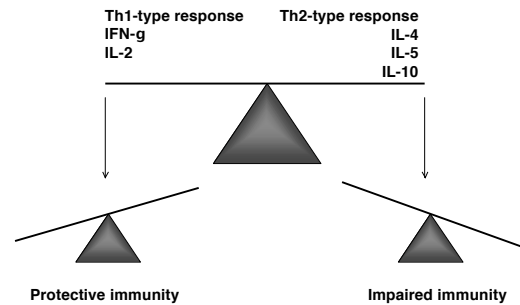 Th1-type response
IFN-g
IL-2
Th2-type response
IL-4
IL-5
IL-10
Protective immunity
Impaired immunity